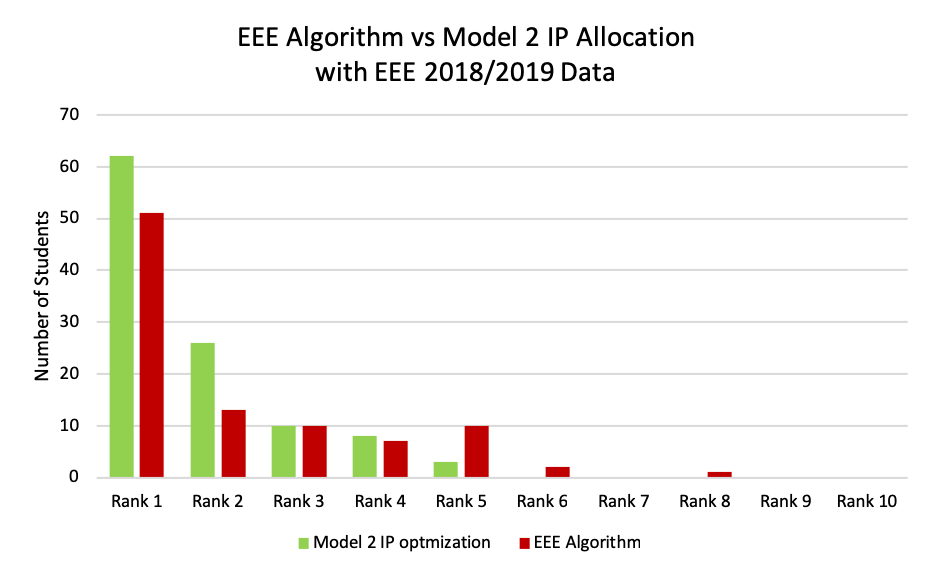 EEE Algorithm vs Model 2 IP Allocation
with EEE 2018/2019 Data
Number of Students
70
60
50
40
30
20
10
0
Rank 1 Rank 2 Rank 3 Rank 4 Rank 5 Rank 6 Rank 7 Rank 8 Rank 9 Rank 10
Model 2 IP optmization EEE Algorithm